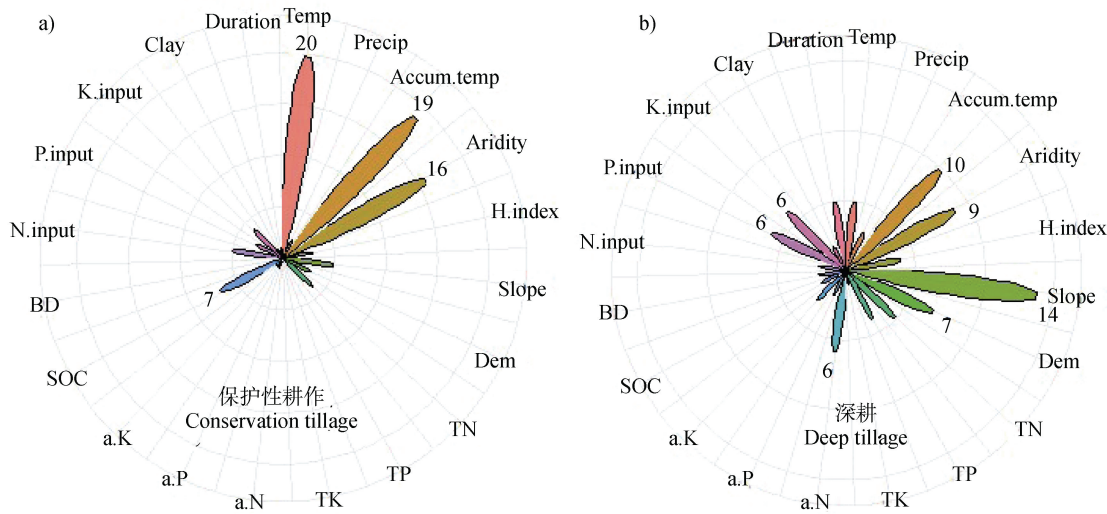 a)
Temp
20
Precip
Accum.temp
19
Aridity
16
H.index
Slope
Dem
TN
TP
TK
a.N
a.P
a.K
SOC
BD
N.input
P.input
K.input
Clay
Duration
7
保护性耕作
Conservation tillage
b)
Temp
Precip
Accum.temp
10
Aridity
9
H.index
Slope
14
Dem
7
TN
TP
TK
a.N
6
a.P
a.K
SOC
BD
N.input
6
P.input
6
K.input
Clay
Duration
深耕
Deep tillage